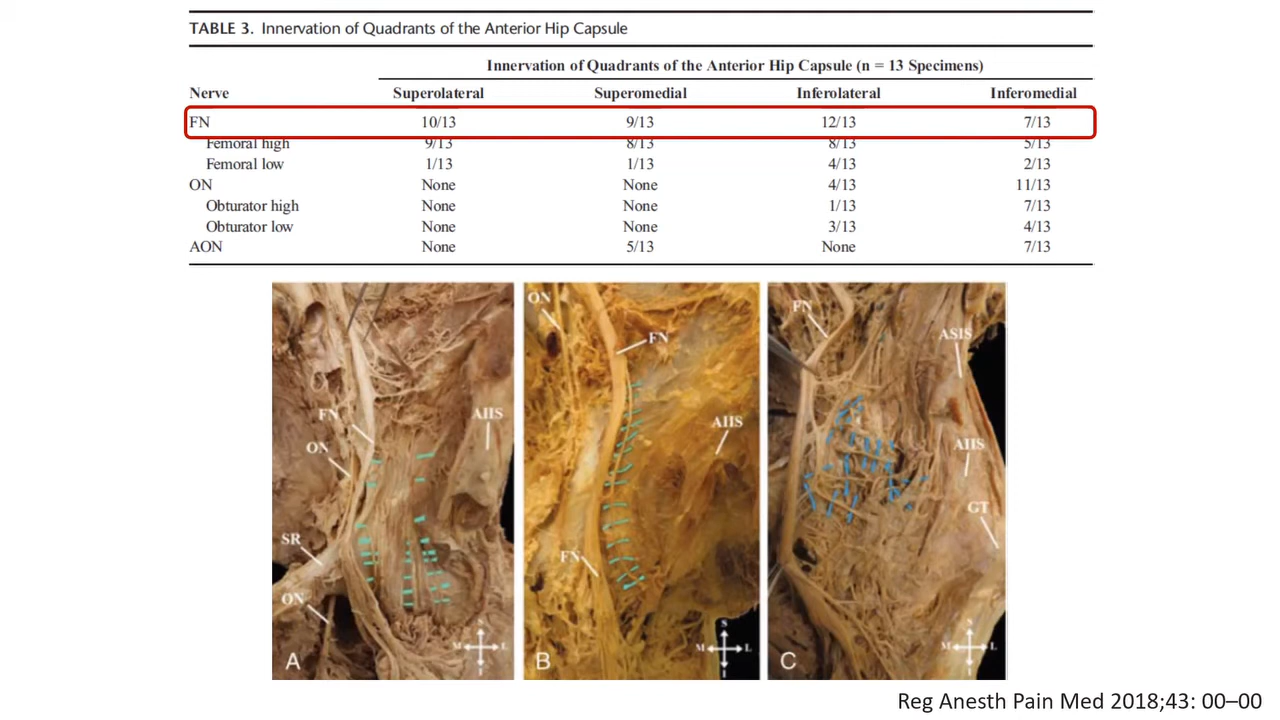 TABLE 3. Innervation of Quadrants of the Anterior Hip Capsule
Innervation of Quadrants of the Anterior Hip Capsule (n = 13 Specimens)
Nerve Superolateral Superomedial Inferolateral Inferomedial
FN 10/13 9/13 12/13 7/13
Femoral high 9/13 8/13 8/13 5/13
Femoral low 1/13 1/13 4/13 2/13
ON None None 4/13 11/13
Obturator high None None 1/13 7/13
Obturator low None None 3/13 4/13
AON None 5/13 None 7/13
FN
ON
AIIS
SR
ON
S
M L
I
A
ON
FN
AIIS
FN
S
M L
I
B
FN
ASIS
AIIS
GT
S
M L
I
C
Reg Anesth Pain Med 2018;43: 00–00